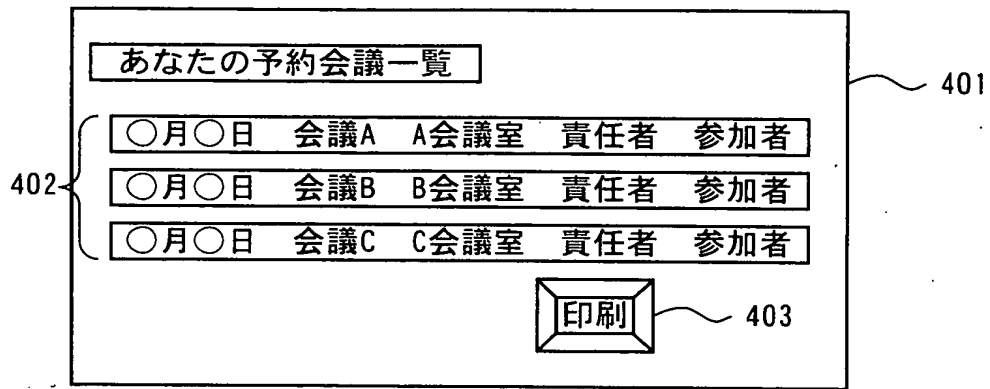 あなたの予約会議一覧
401
○月○日 会議A A会議室 責任者 参加者
402
○月○日 会議B B会議室 責任者 参加者
○月○日 会議C C会議室 責任者 参加者
印刷
403